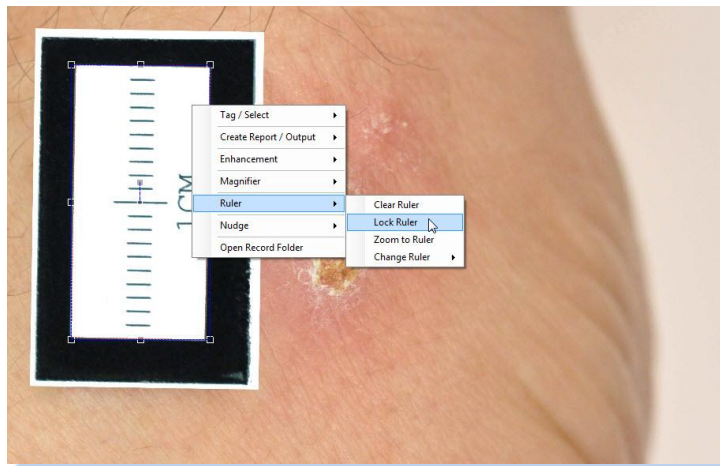 Tag / Select
Create Report / Output
Enhancement
Magnifier
Ruler
Nudge
Open Record Folder
Clear Ruler
Lock Ruler
Zoom to Ruler
Change Ruler
1CM